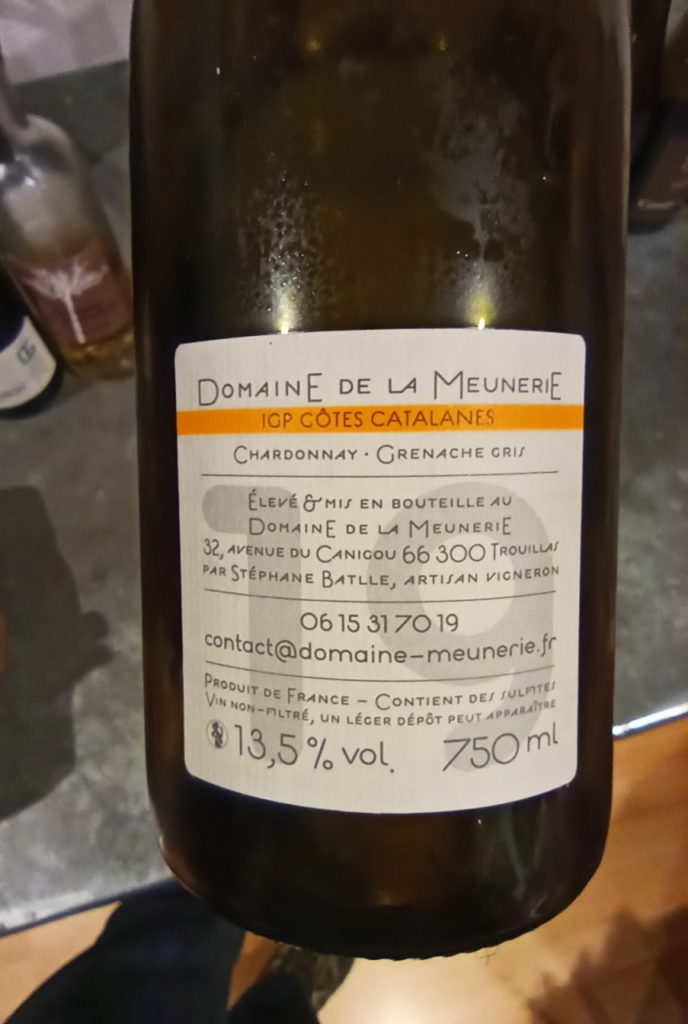 DOMAINE DE LA MEUNERIE
IGP CÔTES CATALANES
CHARDONNAY · GRENACHE GRIS
19
ÉLEVÉ & MIS EN BOUTEILLE AU
DOMAINE DE LA MEUNERIE
32, AVENUE DU CANIGOU 66 300 TROUILLAS
PAR STÉPHANE BATLLE, ARTISAN VIGNERON
06 15 31 70 19
contact@domaine-meunerie.fr
PRODUIT DE FRANCE – CONTIENT DES SULFITES
VIN NON-FILTRÉ, UN LÉGER DÉPÔT PEUT APPARAÎTRE
13,5 % vol. 750 ml